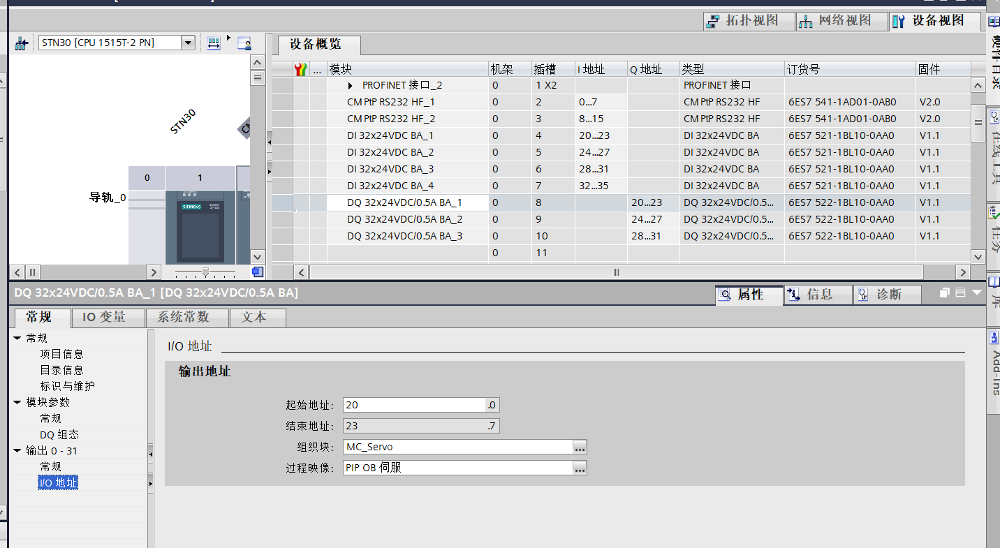 拓扑视图 网络视图 设备视图
STN30 [CPU 1515T-2 PN]
设备概览
... 模块 机架 插槽 I 地址 Q 地址 类型 订货号 固件
PROFINET 接口_2 0 1 X2 PROFINET 接口
CM PtP RS232 HF_1 0 2 0...7 CM PtP RS232 HF 6ES7 541-1AD01-0AB0 V2.0
CM PtP RS232 HF_2 0 3 8...15 CM PtP RS232 HF 6ES7 541-1AD01-0AB0 V2.0
DI 32x24VDC BA_1 0 4 20...23 DI 32x24VDC BA 6ES7 521-1BL10-0AA0 V1.1
DI 32x24VDC BA_2 0 5 24...27 DI 32x24VDC BA 6ES7 521-1BL10-0AA0 V1.1
DI 32x24VDC BA_3 0 6 28...31 DI 32x24VDC BA 6ES7 521-1BL10-0AA0 V1.1
DI 32x24VDC BA_4 0 7 32...35 DI 32x24VDC BA 6ES7 521-1BL10-0AA0 V1.1
DQ 32x24VDC/0.5A BA_1 0 8 20...23 DQ 32x24VDC/0.5... 6ES7 522-1BL10-0AA0 V1.1
DQ 32x24VDC/0.5A BA_2 0 9 24...27 DQ 32x24VDC/0.5... 6ES7 522-1BL10-0AA0 V1.1
DQ 32x24VDC/0.5A BA_3 0 10 28...31 DQ 32x24VDC/0.5... 6ES7 522-1BL10-0AA0 V1.1
0 11
STN30
CM
0 1
导轨_0
SIEMENS
硬件目录
在线工具
任务
库
Add-Ins
DQ 32x24VDC/0.5A BA_1 [DQ 32x24VDC/0.5A BA]
属性 信息 诊断
常规 IO 变量 系统常数 文本
常规
项目信息
目录信息
标识与维护
模块参数
常规
DQ 组态
输出 0 - 31
常规
I/O 地址
I/O 地址
输出地址
起始地址: 20 .0
结束地址: 23 .7
组织块: MC_Servo ...
过程映像: PIP OB 伺服 ...